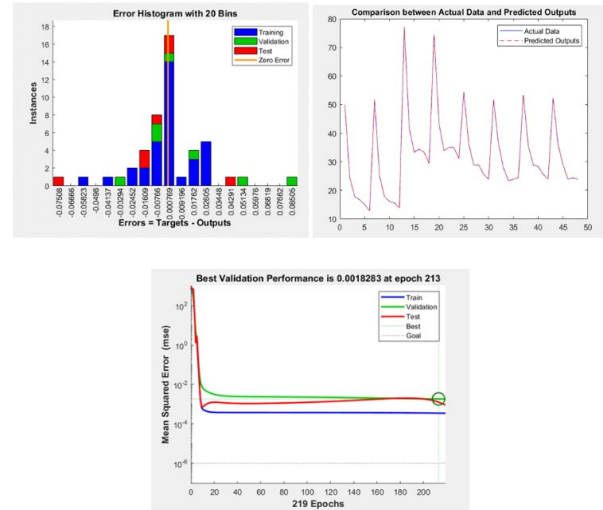 Error Histogram with 20 Bins
Training
Validation
Test
Zero Error
Instances
18
16
14
12
10
8
6
4
2
0
-0.07508
-0.06666
-0.05823
-0.0498
-0.04137
-0.03294
-0.02452
-0.01609
-0.00766
0.000769
0.009196
0.01762
0.02605
0.03448
0.04291
0.05134
0.05976
0.06819
0.07662
0.08505
Errors = Targets - Outputs
Comparison between Actual Data and Predicted Outputs
Actual Data
Predicted Outputs
80
70
60
50
40
30
20
10
0 5 10 15 20 25 30 35 40 45 50
Best Validation Performance is 0.0018283 at epoch 213
Train
Validation
Test
Best
Goal
Mean Squared Error (mse)
10^2
10^0
10^-2
10^-4
10^-6
0 20 40 60 80 100 120 140 160 180 200
219 Epochs